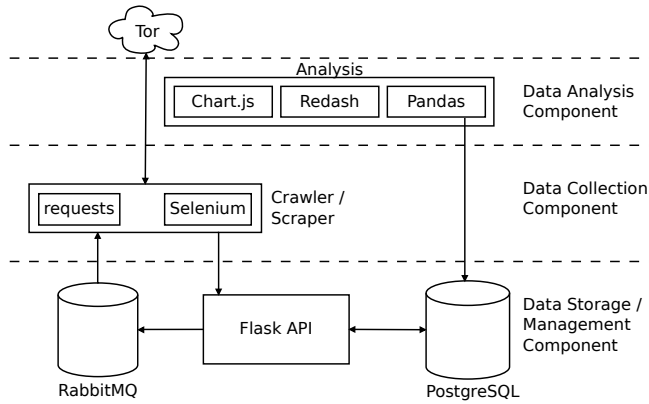 Tor
Analysis
Chart.js
Redash
Pandas
Data Analysis
Component
requests
Selenium
Crawler /
Scraper
Data Collection
Component
Flask API
Data Storage /
Management
Component
RabbitMQ
PostgreSQL